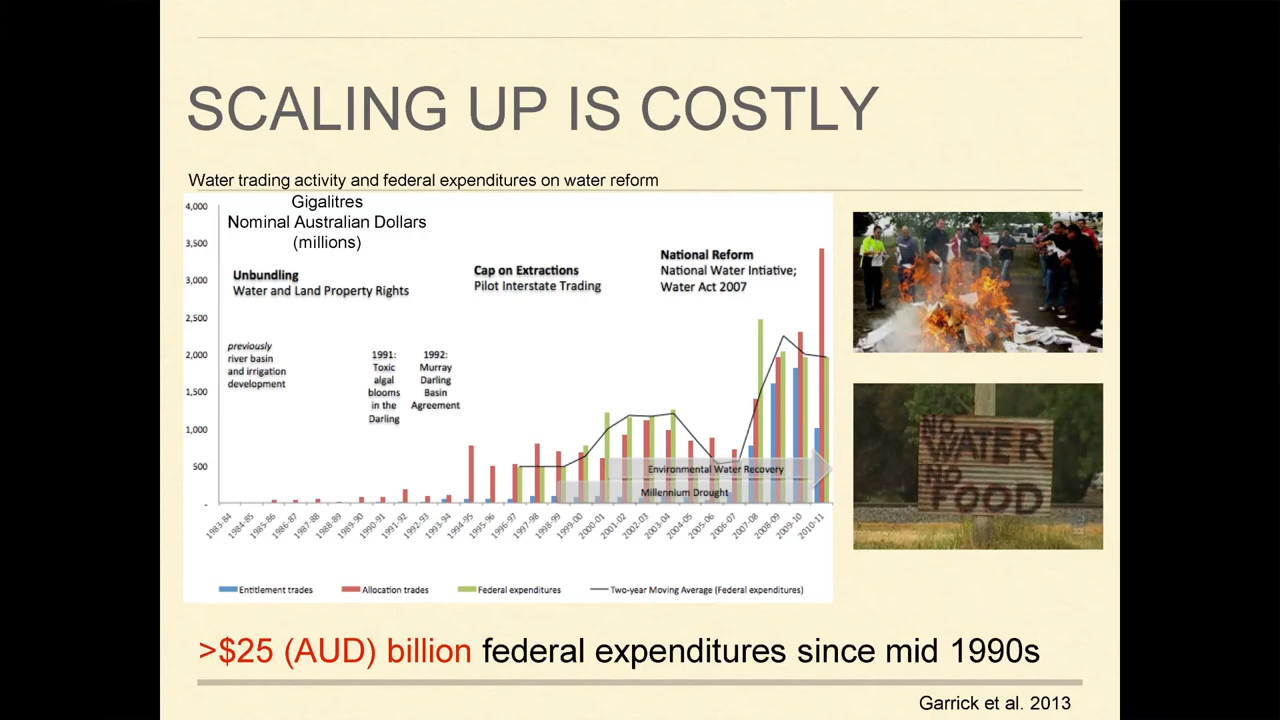 SCALING UP IS COSTLY
Water trading activity and federal expenditures on water reform
Gigalitres
Nominal Australian Dollars
(millions)
4,000
3,500
3,000
2,500
2,000
1,500
1,000
500
-
Unbundling
Water and Land Property Rights
Cap on Extractions
Pilot Interstate Trading
National Reform
National Water Iniative;
Water Act 2007
previously
river basin
and irrigation
development
1991:
Toxic
algal
blooms
in the
Darling
1992:
Murray
Darling
Basin
Agreement
Environmental Water Recovery
Millennium Drought
1983-84
1984-85
1985-86
1986-87
1987-88
1988-89
1989-90
1990-91
1991-92
1992-93
1993-94
1994-95
1995-96
1996-97
1997-98
1998-99
1999-00
2000-01
2001-02
2002-03
2003-04
2004-05
2005-06
2006-07
2007-08
2008-09
2009-10
2010-11
Entitlement trades
Allocation trades
Federal expenditures
Two-year Moving Average (Federal expenditures)
NO
WATER
NO
FOOD
>$25 (AUD) billion federal expenditures since mid 1990s
Garrick et al. 2013